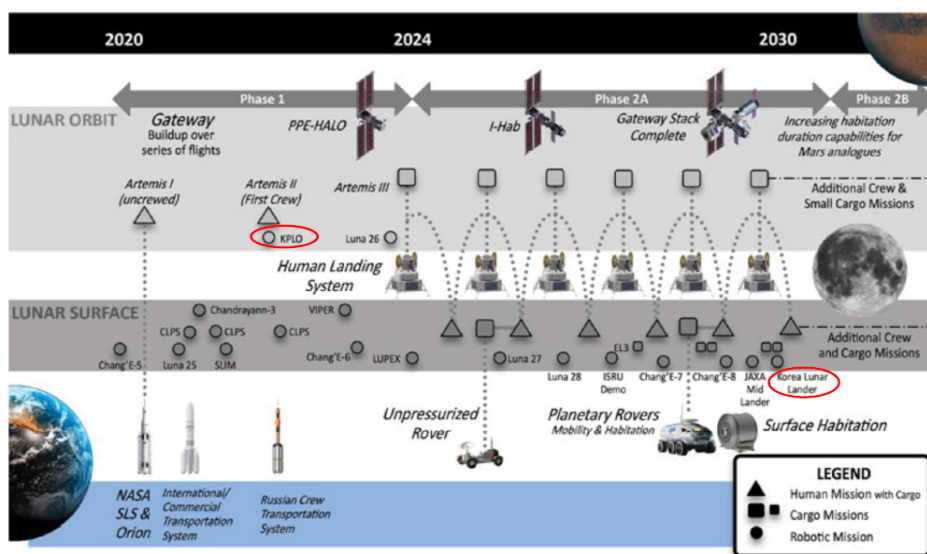 2020 2024 2030
Phase 1 Phase 2A Phase 2B
LUNAR ORBIT
Gateway
Buildup over
series of flights
PPE-HALO
I-Hab
Gateway Stack
Complete
Increasing habitation
duration capabilities for
Mars analogues
Artemis I
(uncrewed)
Artemis II
(First Crew)
Artemis III
Additional Crew &
Small Cargo Missions
KPLO
Luna 26
Human Landing
System
LUNAR SURFACE
Chandrayann-3
VIPER
CLPS CLPS CLPS
Chang'E-5
Luna 25
SLIM
Chang'E-6
LUPEX
Luna 27
Luna 28
ISRU
Demo
EL3
Chang'E-7
Chang'E-8
JAXA
Mid
Lander
Korea Lunar
Lander
Additional Crew
and Cargo Missions
Unpressurized
Rover
Planetary Rovers
Mobility & Habitation
Surface Habitation
NASA
SLS &
Orion
International/
Commercial
Transportation
System
Russian Crew
Transportation
System
LEGEND
Human Mission with Cargo
Cargo Missions
Robotic Mission